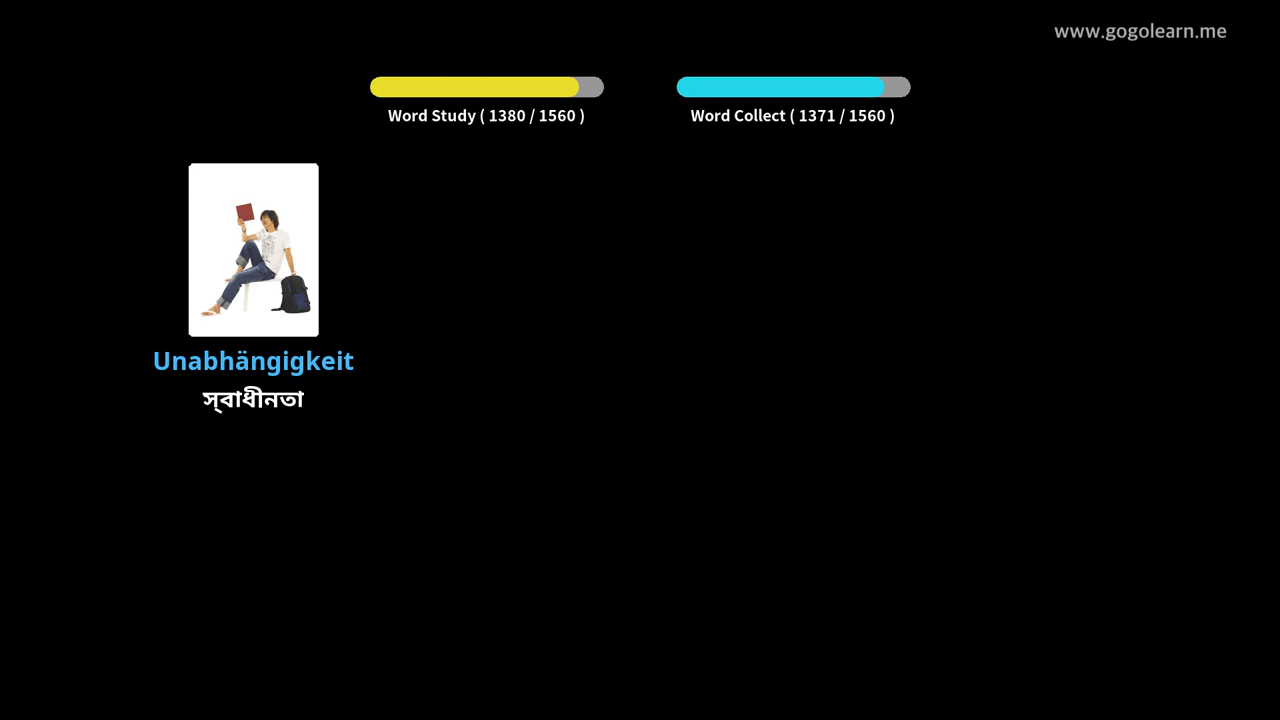 www.gogolearn.me
Word Study ( 1380 / 1560 )
Word Collect ( 1371 / 1560 )
Unabhängigkeit
স্বাধীনতা